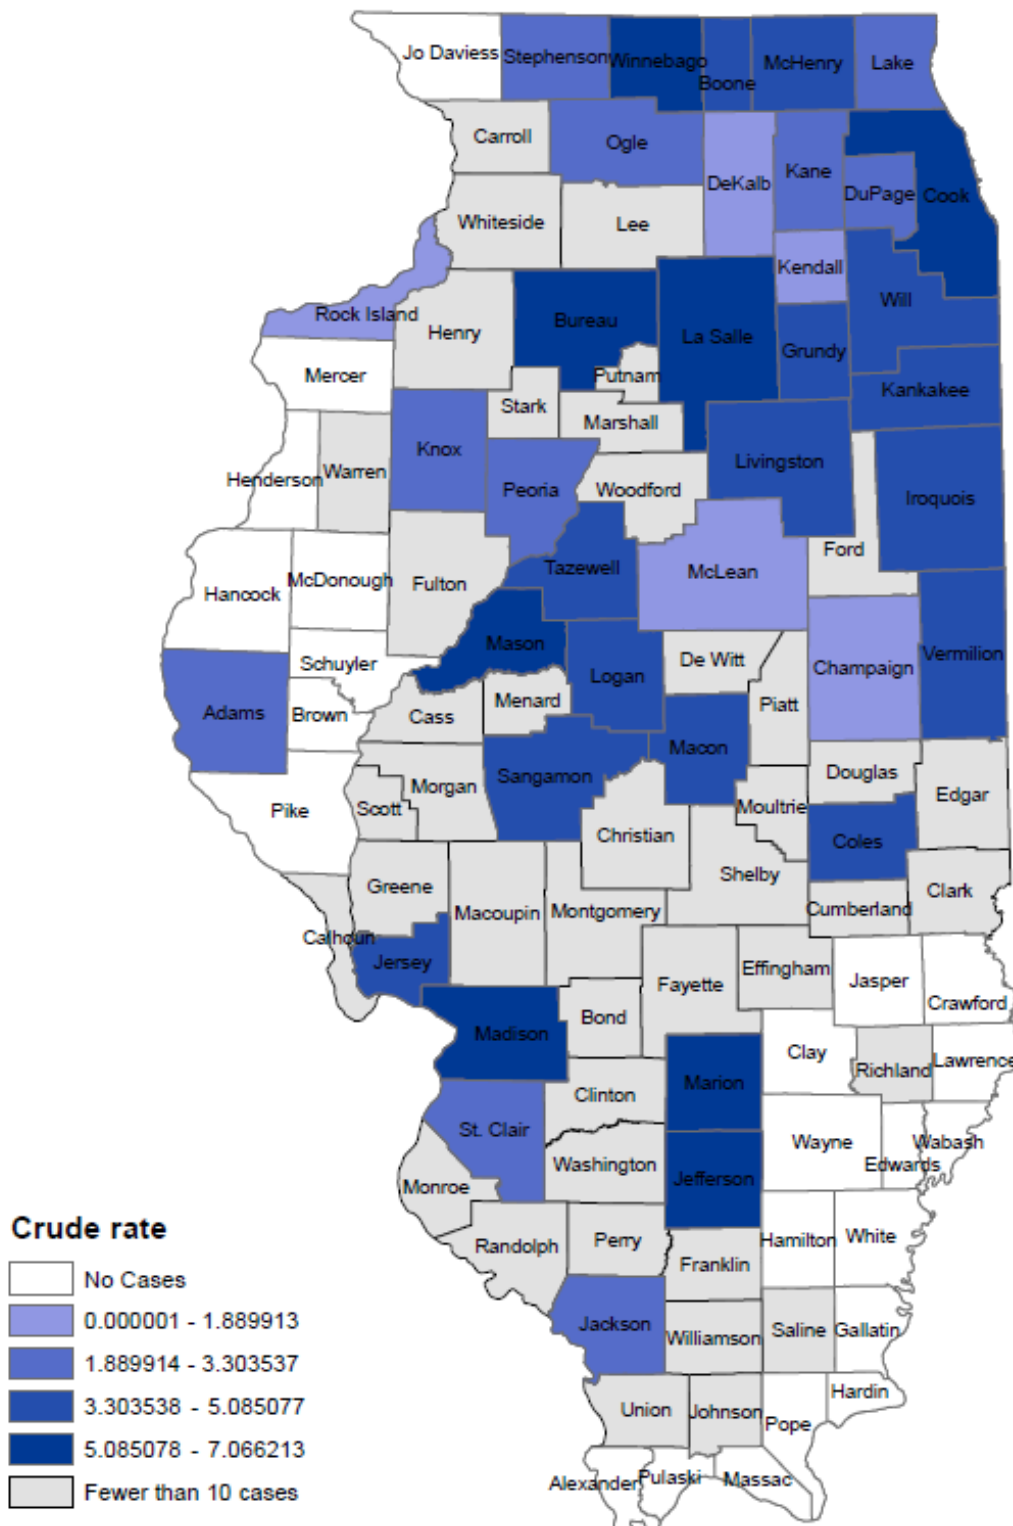 Jo Daviess
Stephenson
Winnebago
Boone
McHenry
Lake
Carroll
Ogle
DeKalb
Kane
DuPage
Cook
Whiteside
Lee
Kendall
Will
Rock Island
Henry
Bureau
La Salle
Grundy
Mercer
Putnam
Kankakee
Stark
Marshall
Knox
Henderson
Warren
Peoria
Woodford
Livingston
Iroquois
Ford
Hancock
McDonough
Fulton
Tazewell
McLean
Mason
Schuyler
Logan
De Witt
Champaign
Vermilion
Adams
Brown
Cass
Menard
Piatt
Macon
Pike
Scott
Morgan
Sangamon
Douglas
Edgar
Moultrie
Christian
Coles
Greene
Shelby
Clark
Macoupin
Montgomery
Cumberland
Calhoun
Jersey
Fayette
Effingham
Jasper
Crawford
Madison
Bond
Clay
Richland
Lawrence
Marion
Clinton
St. Clair
Wayne
Wabash
Edwards
Washington
Jefferson
Monroe
Randolph
Perry
Hamilton
White
Franklin
Jackson
Williamson
Saline
Gallatin
Union
Johnson
Pope
Hardin
Alexander
Pulaski
Massac
Crude rate
No Cases
0.000001 - 1.889913
1.889914 - 3.303537
3.303538 - 5.085077
5.085078 - 7.066213
Fewer than 10 cases